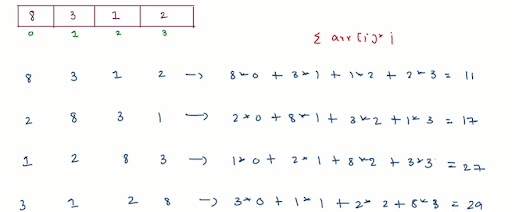 8 3 1 2
0 1 2 3
Σ arr(i)* i
8 3 1 2 -> 8*0 + 3*1 + 1*2 + 2*3 = 11
2 8 3 1 -> 2*0 + 8*1 + 3*2 + 1*3 = 17
1 2 8 3 -> 1*0 + 2*1 + 8*2 + 3*3 = 27
3 1 2 8 -> 3*0 + 1*1 + 2*2 + 8*3 = 29